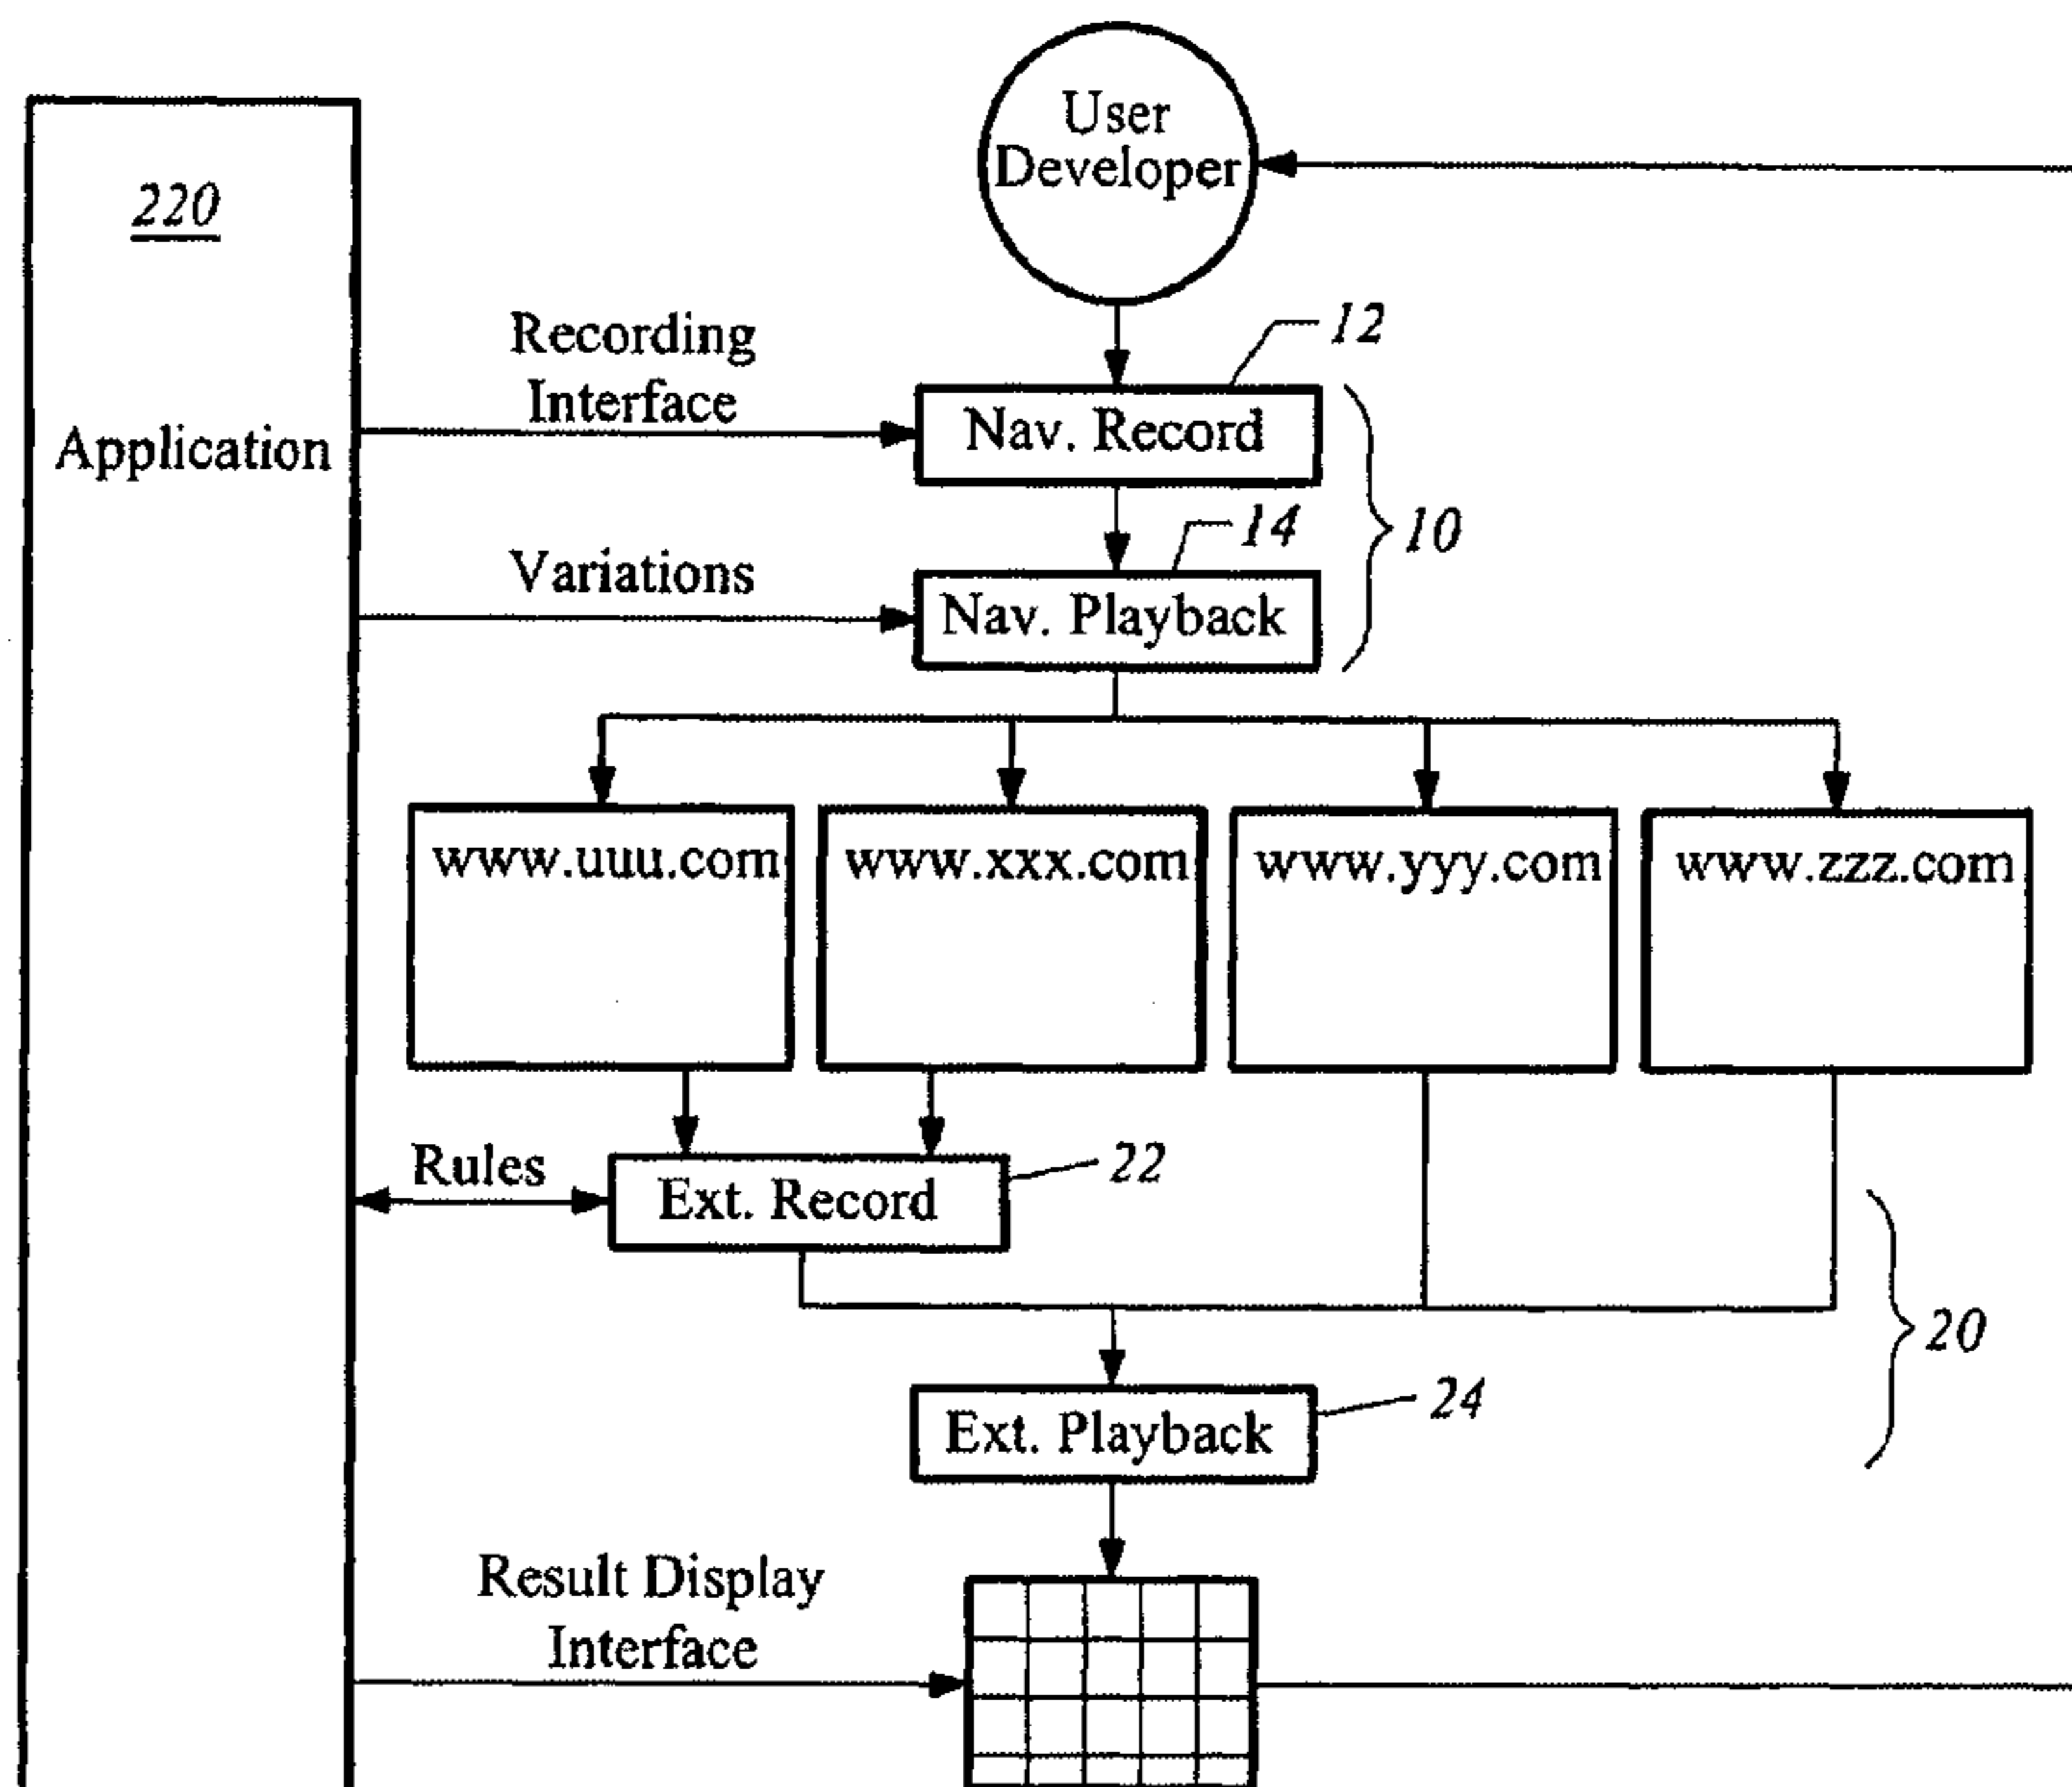 User
Developer
220
Application
Recording
Interface
12
Nav. Record
10
14
Variations
Nav. Playback
www.uuu.com
www.xxx.com
www.yyy.com
www.zzz.com
Rules
Ext. Record
22
20
Ext. Playback
24
Result Display
Interface